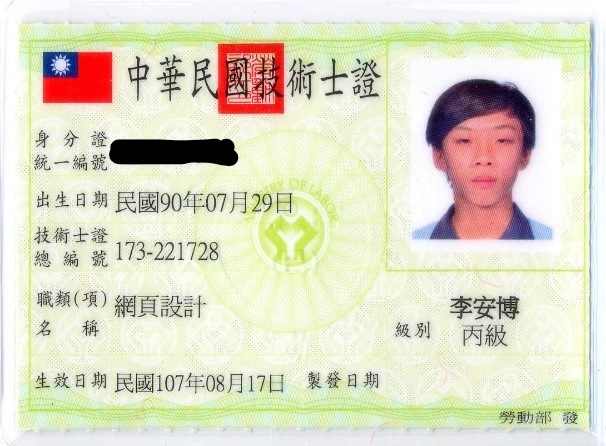 中華民國技術士證
身分證
統一編號
出生日期 民國90年07月29日
技術士證
總編號 173-221728
職類(項)
名稱 網頁設計
李安博
級別 丙級
生效日期 民國107年08月17日 製發日期
勞動部 發
MINISTRY OF LABOR